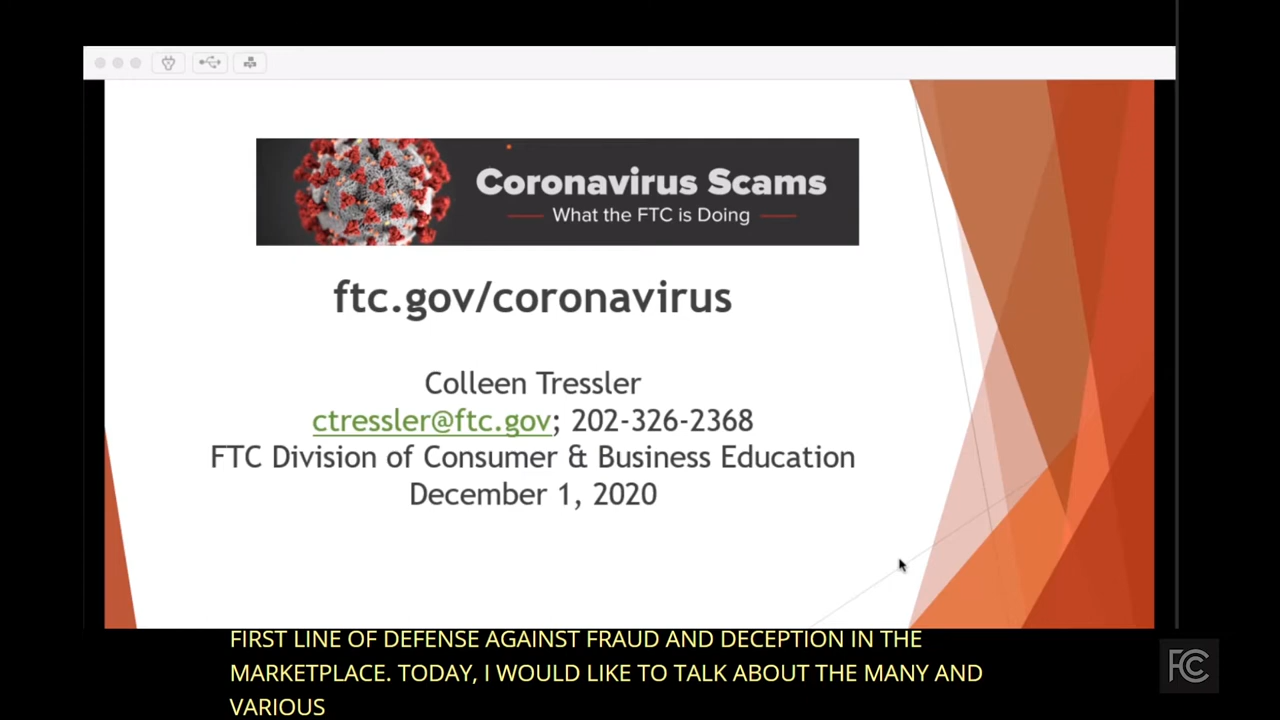 Coronavirus Scams
What the FTC is Doing
ftc.gov/coronavirus
Colleen Tressler
ctressler@ftc.gov; 202-326-2368
FTC Division of Consumer & Business Education
December 1, 2020
FIRST LINE OF DEFENSE AGAINST FRAUD AND DECEPTION IN THE
MARKETPLACE. TODAY, I WOULD LIKE TO TALK ABOUT THE MANY AND
VARIOUS
FCC